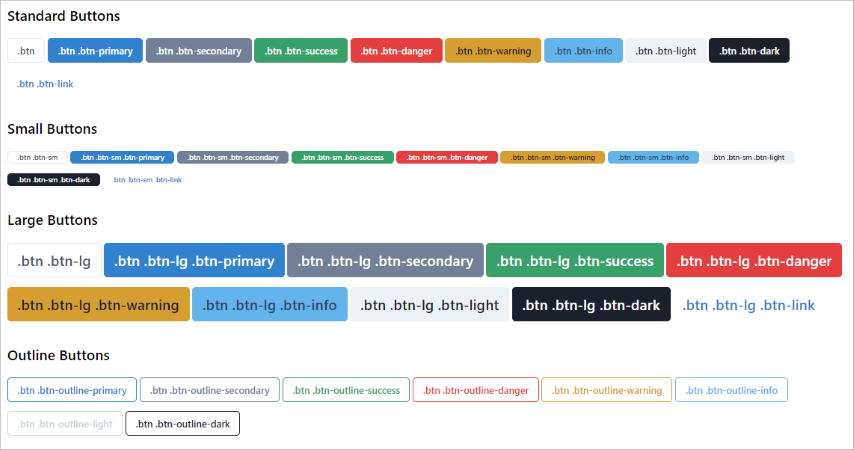 Standard Buttons
.btn .btn .btn-primary .btn .btn-secondary .btn .btn-success .btn .btn-danger .btn .btn-warning .btn .btn-info .btn .btn-light .btn .btn-dark
.btn .btn-link
Small Buttons
.btn .btn-sm .btn .btn-sm .btn-primary .btn .btn-sm .btn-secondary .btn .btn-sm .btn-success .btn .btn-sm .btn-danger .btn .btn-sm .btn-warning .btn .btn-sm .btn-info .btn .btn-sm .btn-light
.btn .btn-sm .btn-dark .btn .btn-sm .btn-link
Large Buttons
.btn .btn-lg .btn .btn-lg .btn-primary .btn .btn-lg .btn-secondary .btn .btn-lg .btn-success .btn .btn-lg .btn-danger
.btn .btn-lg .btn-warning .btn .btn-lg .btn-info .btn .btn-lg .btn-light .btn .btn-lg .btn-dark .btn .btn-lg .btn-link
Outline Buttons
.btn .btn-outline-primary .btn .btn-outline-secondary .btn .btn-outline-success .btn .btn-outline-danger .btn .btn-outline-warning .btn .btn-outline-info
.btn .btn-outline-light .btn .btn-outline-dark